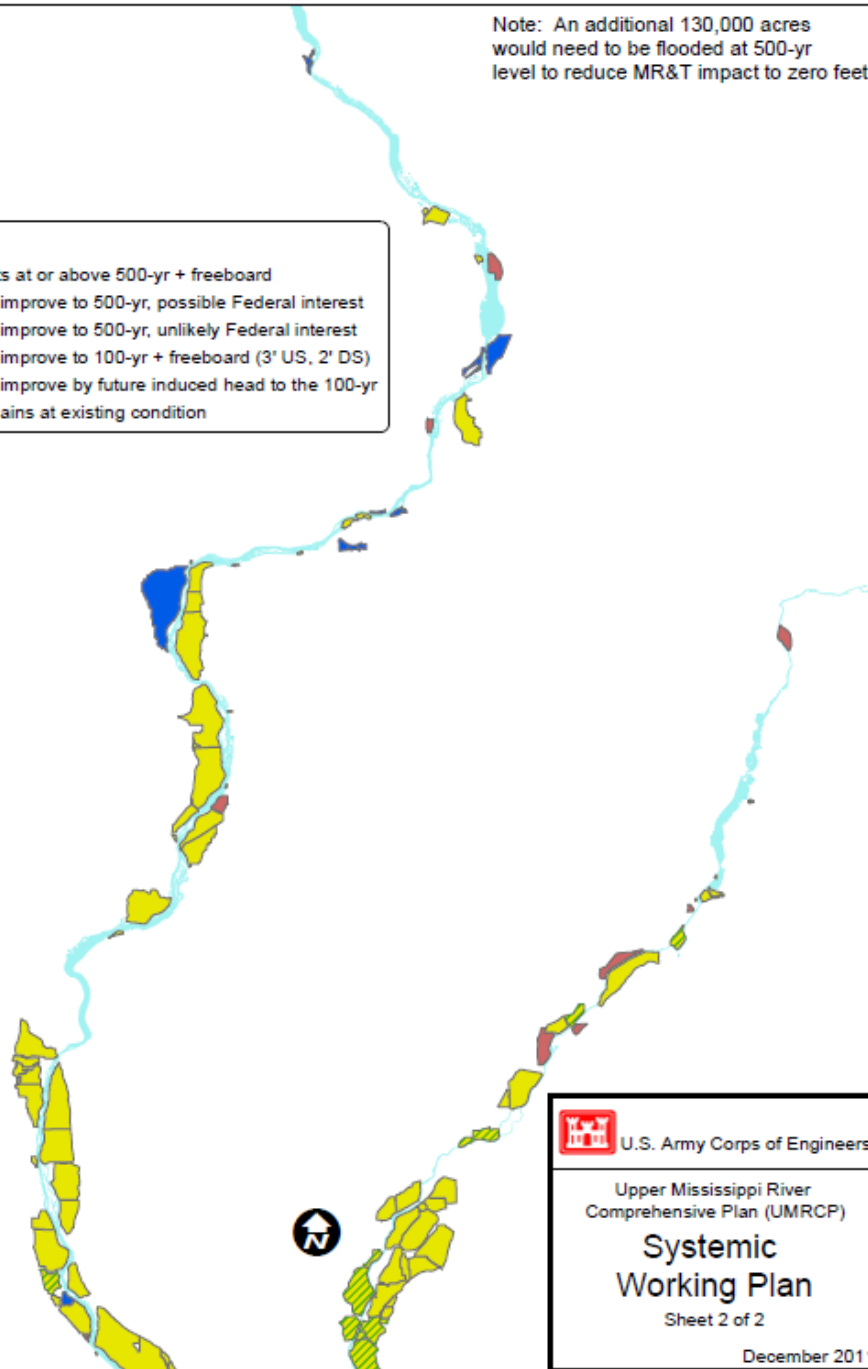 Note: An additional 130,000 acres
would need to be flooded at 500-yr
level to reduce MR&T impact to zero feet
at or above 500-yr + freeboard
improve to 500-yr, possible Federal interest
improve to 500-yr, unlikely Federal interest
improve to 100-yr + freeboard (3' US, 2' DS)
improve by future induced head to the 100-yr
ains at existing condition
N
U.S. Army Corps of Engineers
Upper Mississippi River
Comprehensive Plan (UMRCP)
Systemic
Working Plan
Sheet 2 of 2
December 201